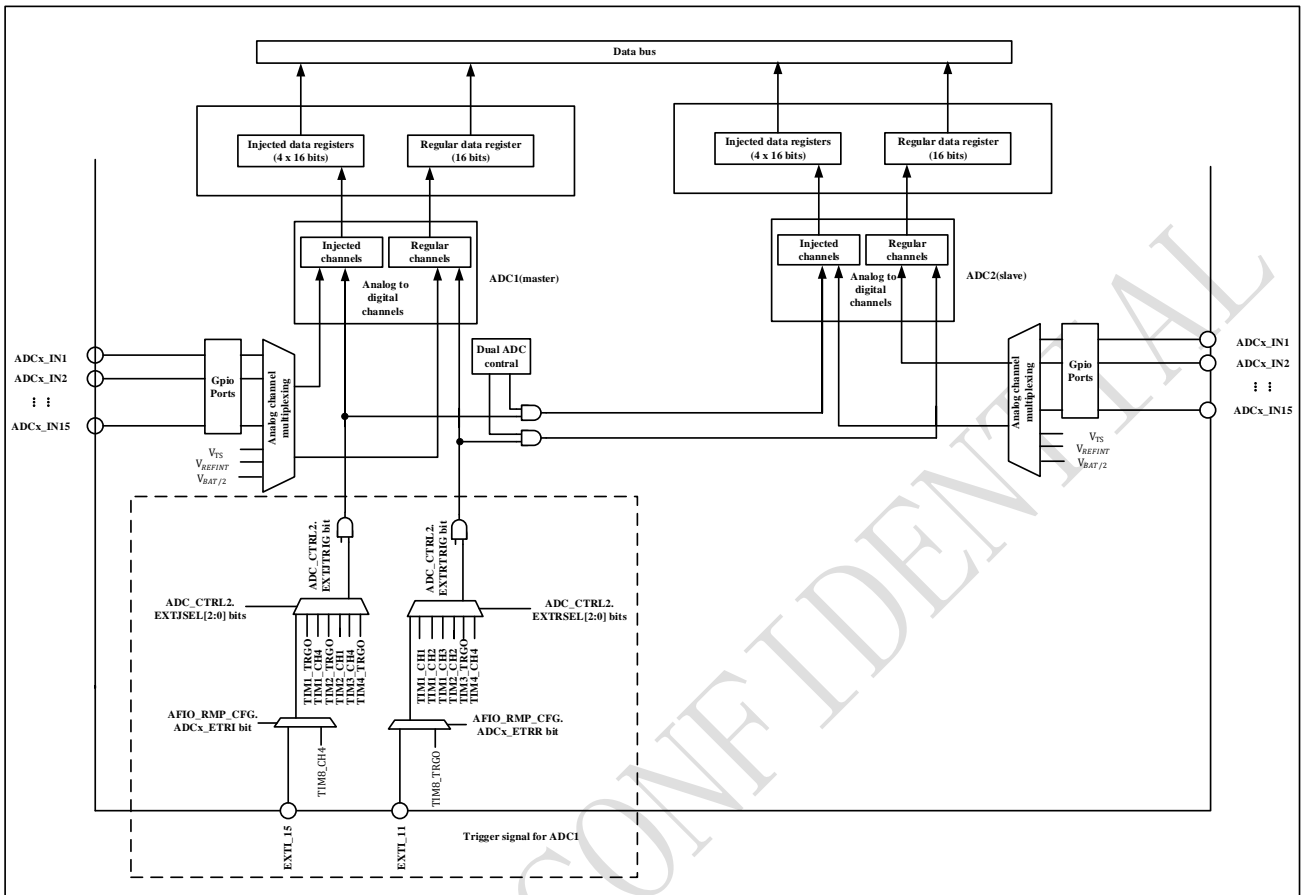 Data bus
Injected data registers
(4 x 16 bits)
Regular data register
(16 bits)
Injected data registers
(4 x 16 bits)
Regular data register
(16 bits)
Injected
channels
Regular
channels
Analog to
digital
channels
ADC1(master)
Injected
channels
Regular
channels
Analog to
digital
channels
ADC2(slave)
ADCx_IN1
ADCx_IN2
⋮ ⋮
ADCx_IN15
Gpio
Ports
Analog channel
multiplexing
VTS
VREFINT
VBAT/2
Dual ADC
contral
Analog channel
multiplexing
Gpio
Ports
ADCx_IN1
ADCx_IN2
⋮ ⋮
ADCx_IN15
VTS
VREFINT
VBAT/2
ADC_CTRL2.
EXTJTRIG bit
ADC_CTRL2.
EXTRTRIG bit
ADC_CTRL2.
EXTJSEL[2:0] bits
ADC_CTRL2.
EXTRSEL[2:0] bits
TIM1_TRGO
TIM1_CH4
TIM2_TRGO
TIM2_CH1
TIM3_CH4
TIM4_TRGO
TIM1_CH1
TIM1_CH2
TIM1_CH3
TIM2_CH2
TIM3_TRGO
TIM4_CH4
AFIO_RMP_CFG.
ADCx_ETRI bit
AFIO_RMP_CFG.
ADCx_ETRR bit
TIM8_CH4
TIM8_TRGO
EXTI_15
EXTI_11
Trigger signal for ADC1
CONFIDENTIAL